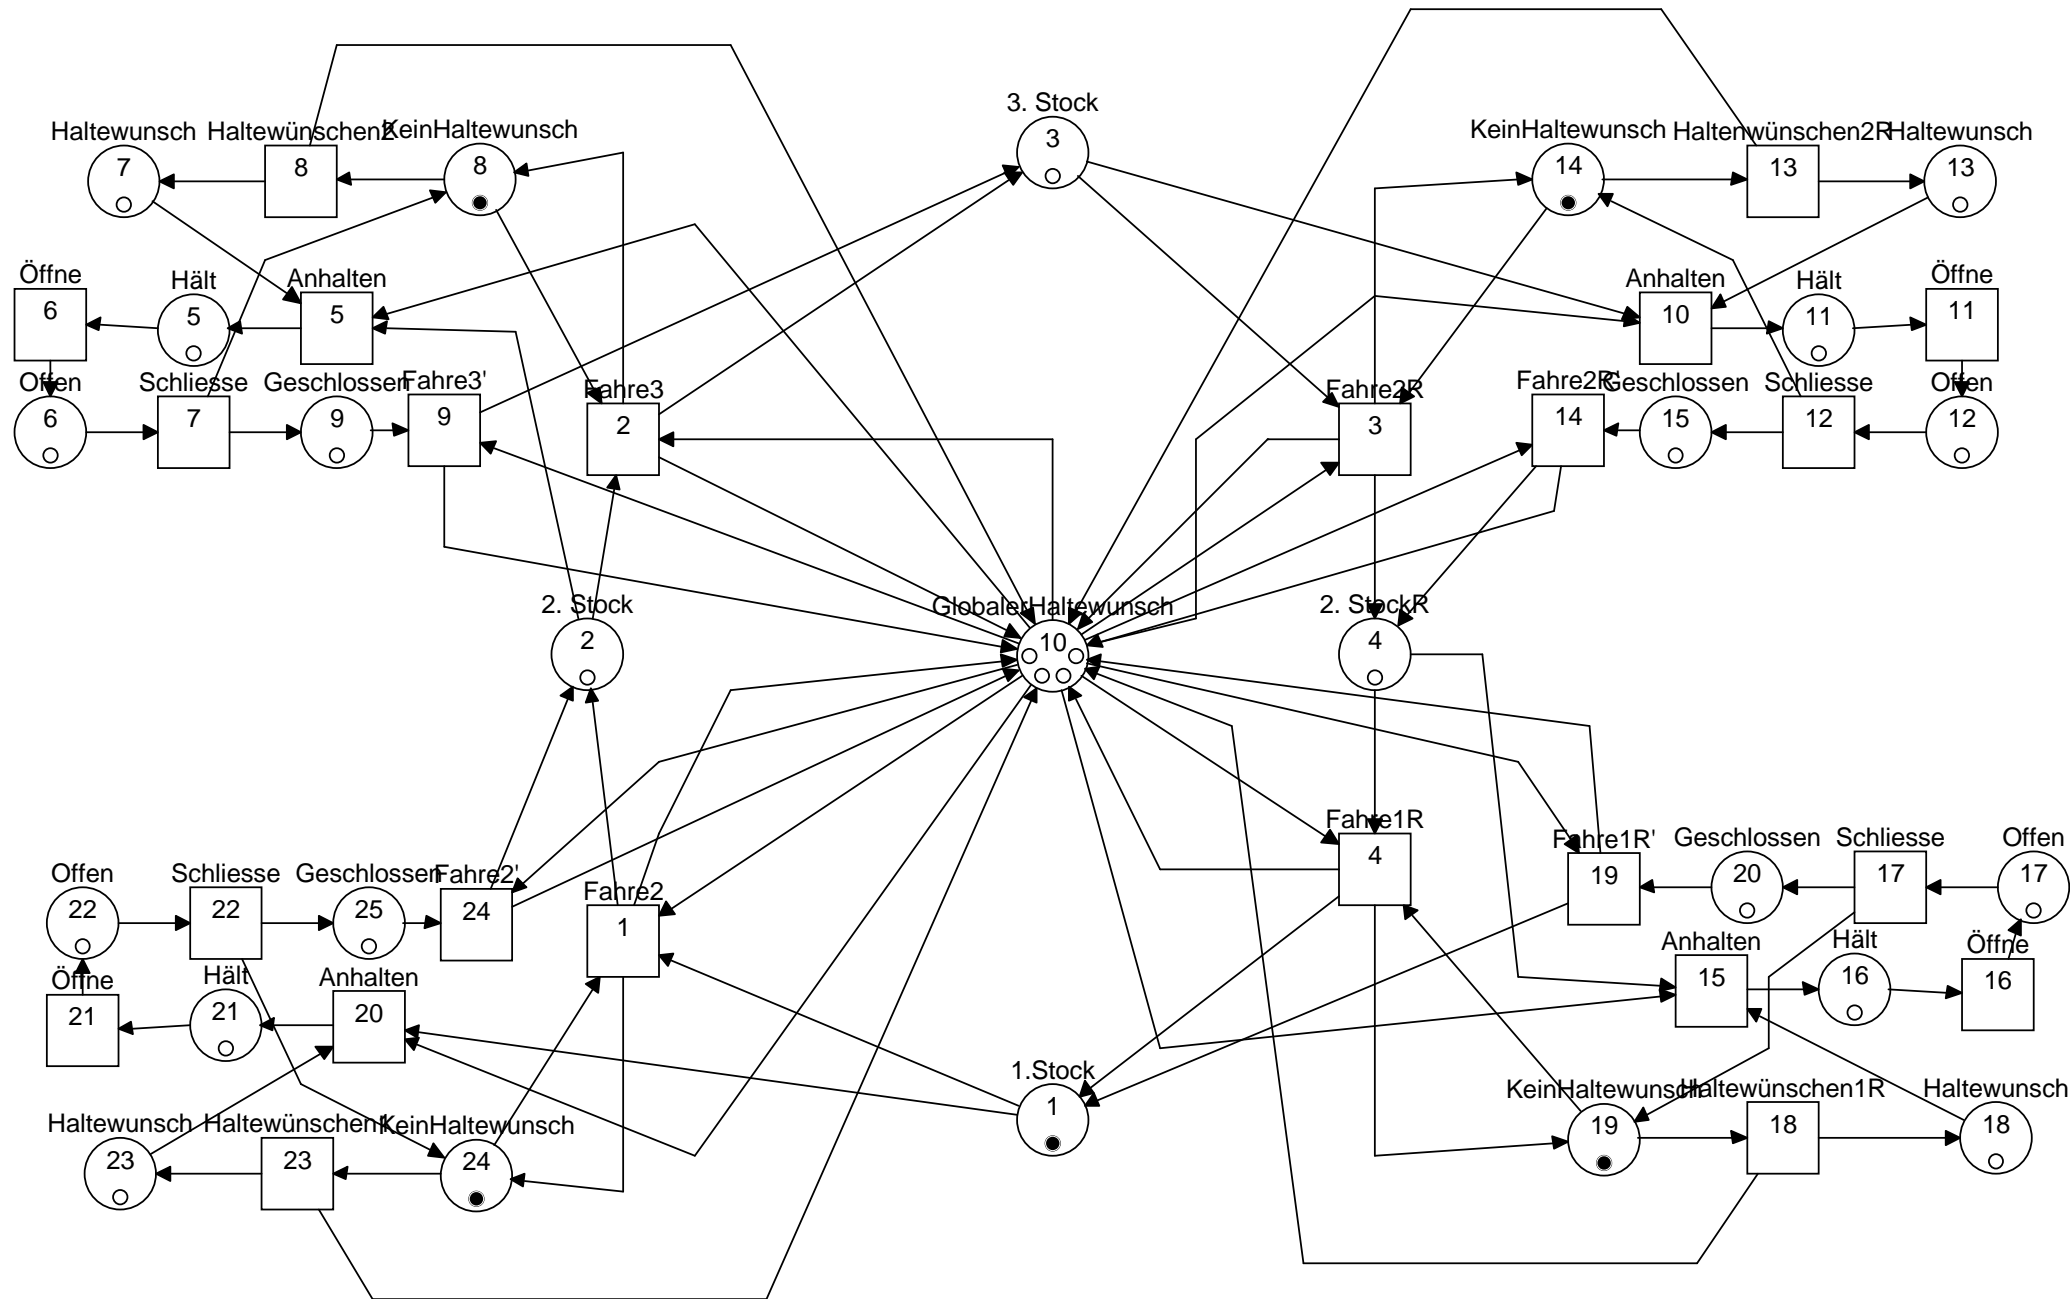 3. Stock
3
Haltewunsch
7
Haltewünschen2
8
KeinHaltewunsch
8
KeinHaltewunsch
14
Haltenwünschen2R
13
Haltewunsch
13
Öffne
6
Hält
5
Anhalten
5
Anhalten
10
Hält
11
Öffne
11
Offen
6
Schliesse
7
Geschlossen
9
Fahre3'
9
Fahre3
2
Fahre2R
3
Fahre2R'
14
Geschlossen
15
Schliesse
12
Offen
12
2. Stock
2
GlobalerHaltewunsch
10
2. StockR
4
Offen
22
Schliesse
22
Geschlossen
25
Fahre2'
24
Fahre2
1
Fahre1R
4
Fahre1R'
19
Geschlossen
20
Schliesse
17
Offen
17
Öffne
21
Hält
21
Anhalten
20
Anhalten
15
Hält
16
Öffne
16
Haltewunsch
23
Haltewünschen1
23
KeinHaltewunsch
24
1.Stock
1
KeinHaltewunsch
19
Haltewünschen1R
18
Haltewunsch
18